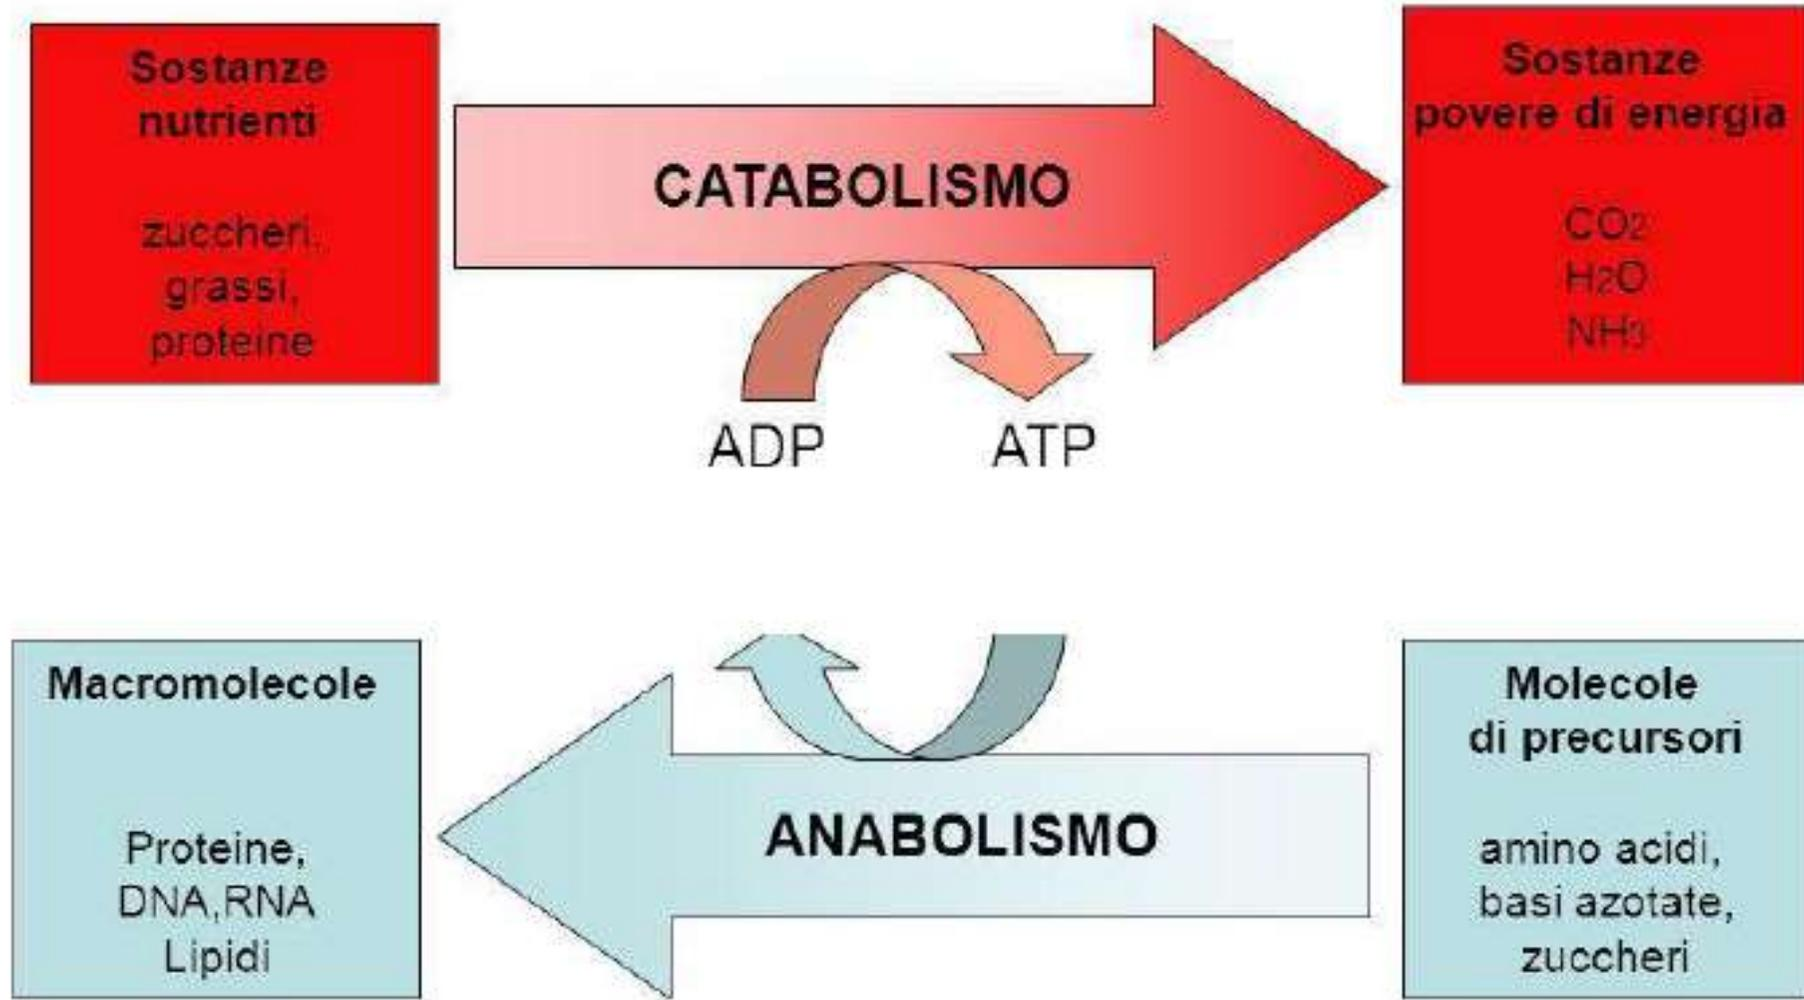 Sostanze
nutrienti
zuccheri,
grassi,
proteine
CATABOLISMO
Sostanze
povere di energia
CO2
H2O
NH3
ADP
ATP
Macromolecole
Proteine,
DNA,RNA
Lipidi
ANABOLISMO
Molecole
di precursori
amino acidi,
basi azotate,
zuccheri